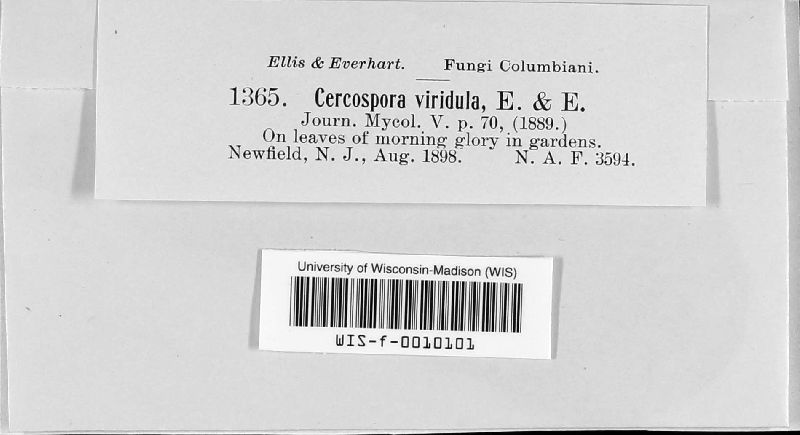 Ellis & Everhart. Fungi Columbiani.
1365. Cercospora viridula, E. & E.
Journ. Mycol. V. p. 70, (1889.)
On leaves of morning glory in gardens.
Newfield, N. J., Aug. 1898. N. A. F. 3594.
University of Wisconsin-Madison (WIS)
WIS-f-0010101